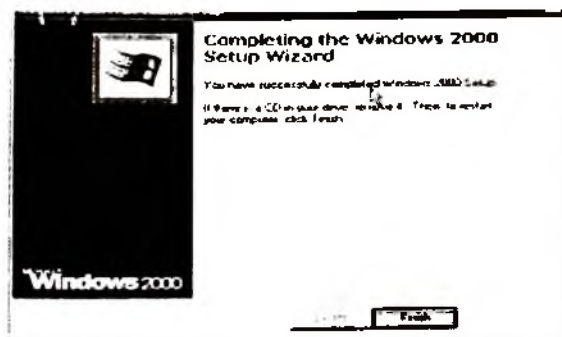 Completing the Windows 2000
Setup Wizard
You have successfully completed Windows 2000 Setup.
If there is a CD in your drive, remove it. Then, to restart
your computer, click Finish.
Windows 2000
Finish